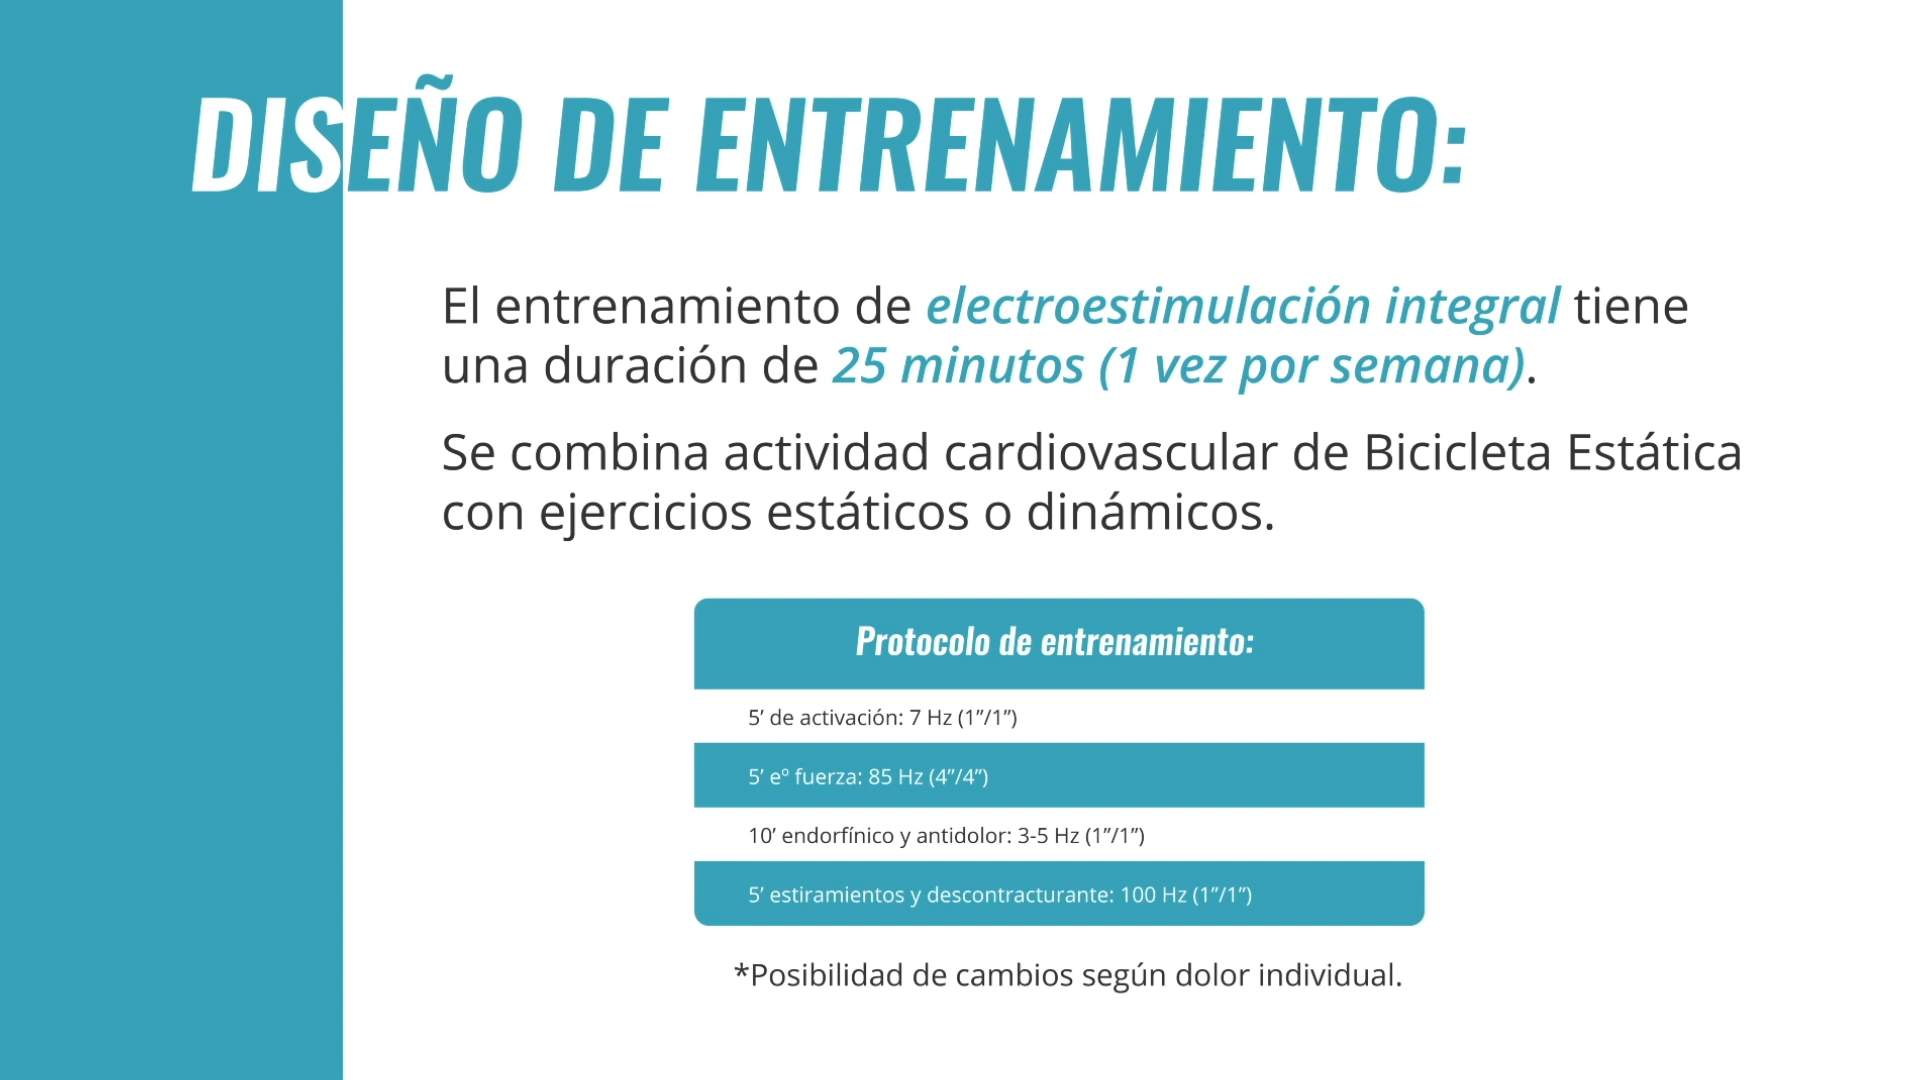 DISEÑO DE ENTRENAMIENTO:
El entrenamiento de electroestimulación integral tiene
una duración de 25 minutos (1 vez por semana).
Se combina actividad cardiovascular de Bicicleta Estática
con ejercicios estáticos o dinámicos.
Protocolo de entrenamiento:
5’ de activación: 7 Hz (1”/1”)
5’ eº fuerza: 85 Hz (4”/4”)
10’ endorfínico y antidolor: 3-5 Hz (1”/1”)
5’ estiramientos y descontracturante: 100 Hz (1”/1”)
*Posibilidad de cambios según dolor individual.